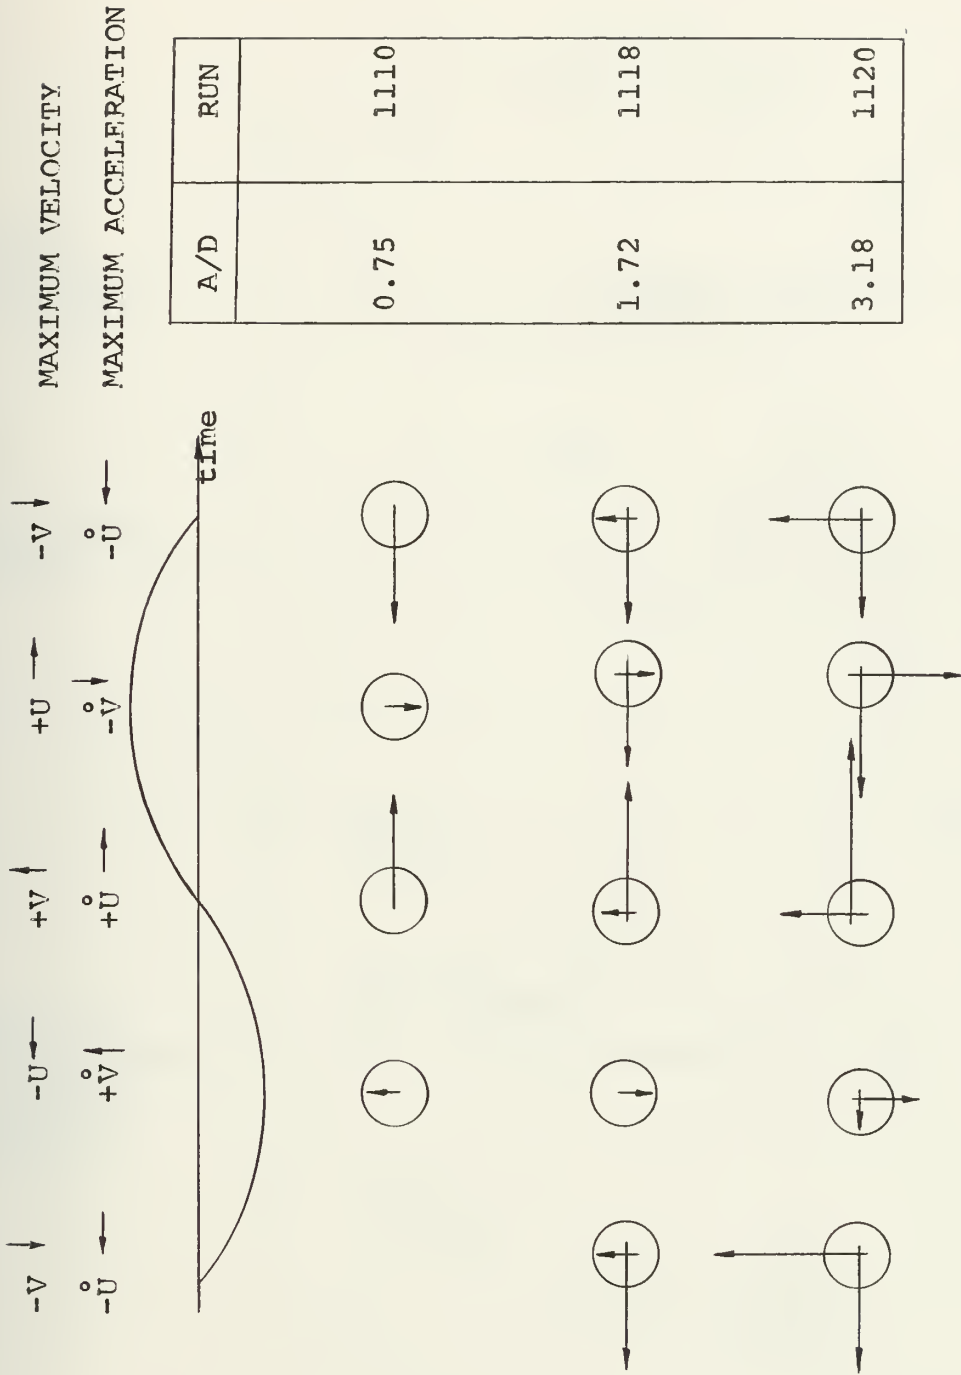 -V -U +V +U -V MAXIMUM VELOCITY
-Ů +V̊ +Ů -V̊ -Ů MAXIMUM ACCELERATION
time
A/D RUN
0.75 1110
1.72 1118
3.18 1120